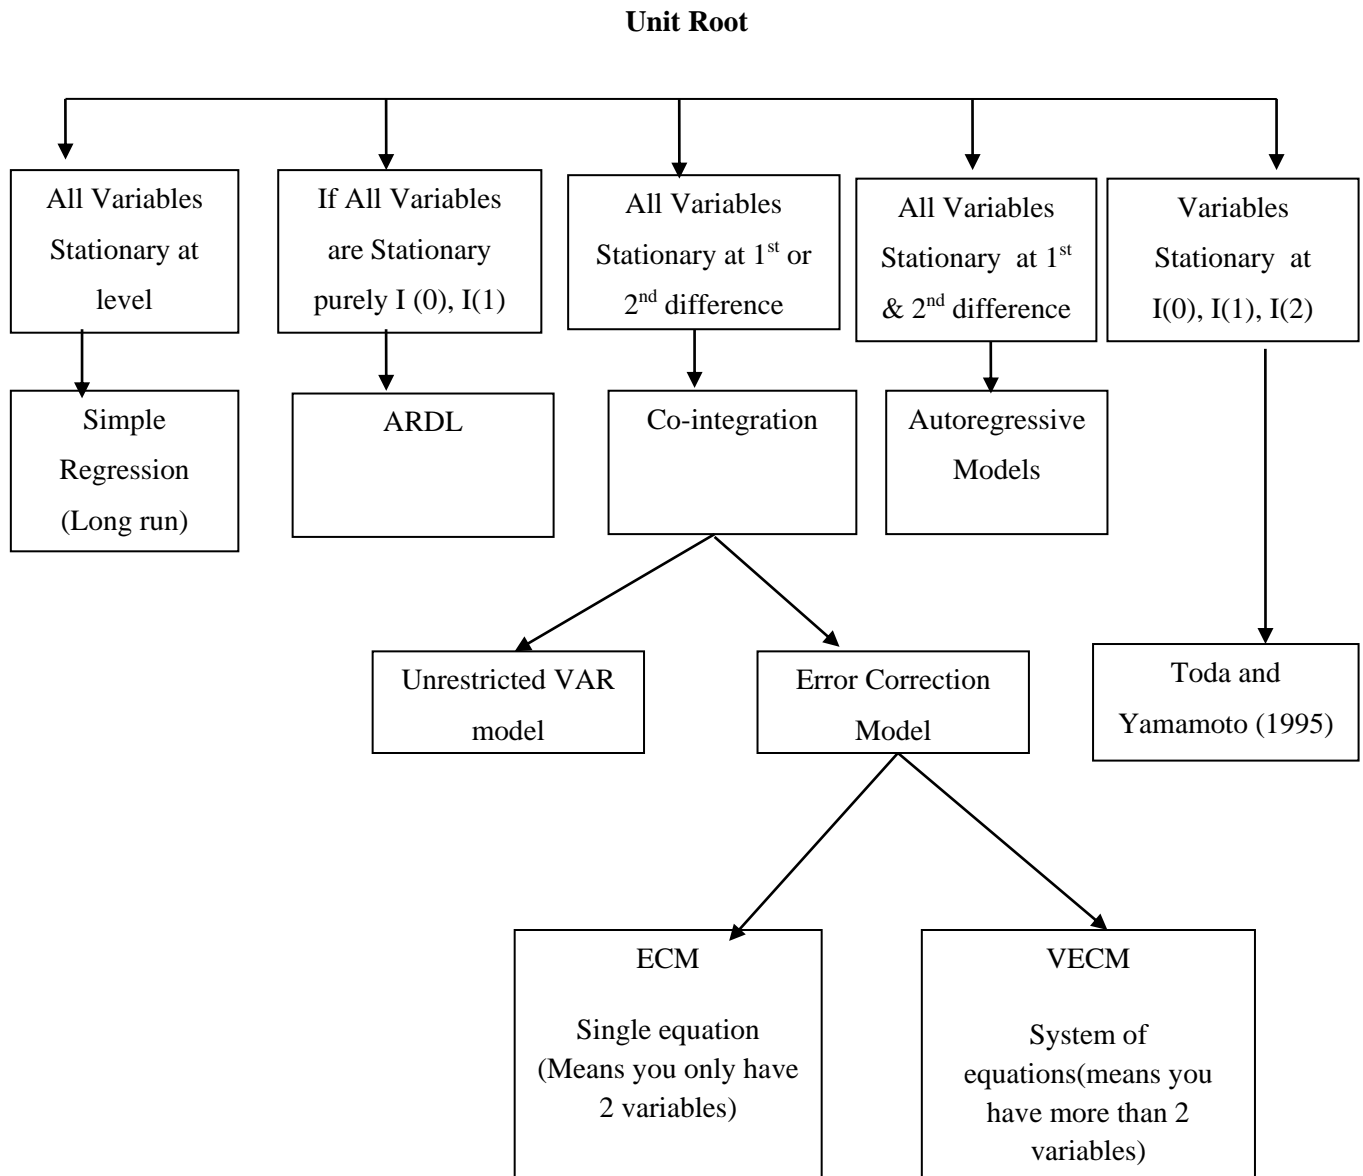 Unit Root
All Variables
Stationary at
level
If All Variables
are Stationary
purely I (0), I(1)
All Variables
Stationary at 1st or
2nd difference
All Variables
Stationary at 1st
& 2nd difference
Variables
Stationary at
I(0), I(1), I(2)
Simple
Regression
(Long run)
ARDL
Co-integration
Autoregressive
Models
Unrestricted VAR
model
Error Correction
Model
Toda and
Yamamoto (1995)
ECM
Single equation
(Means you only have
2 variables)
VECM
System of
equations(means you
have more than 2
variables)